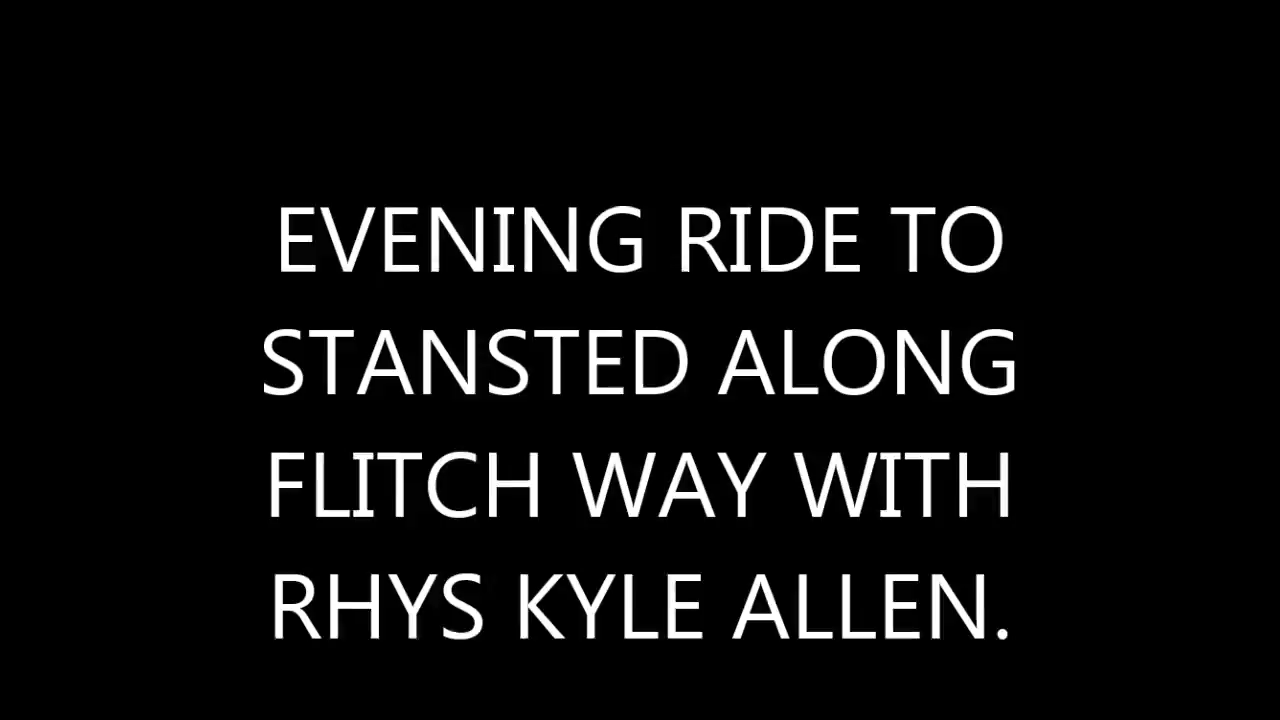 EVENING RIDE TO
STANSTED ALONG
FLITCH WAY WITH
RHYS KYLE ALLEN.